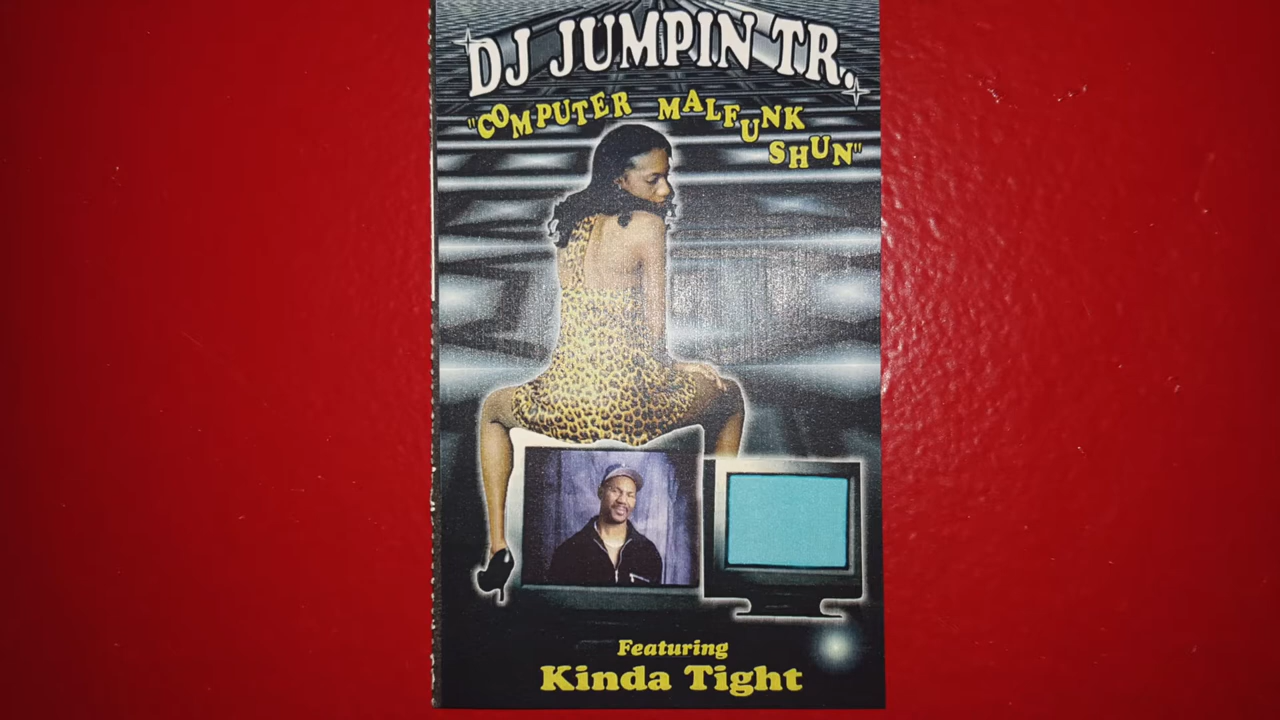 DJ JUMPIN TR.
"COMPUTER MALFUNK
SHUN"
Featuring
Kinda Tight